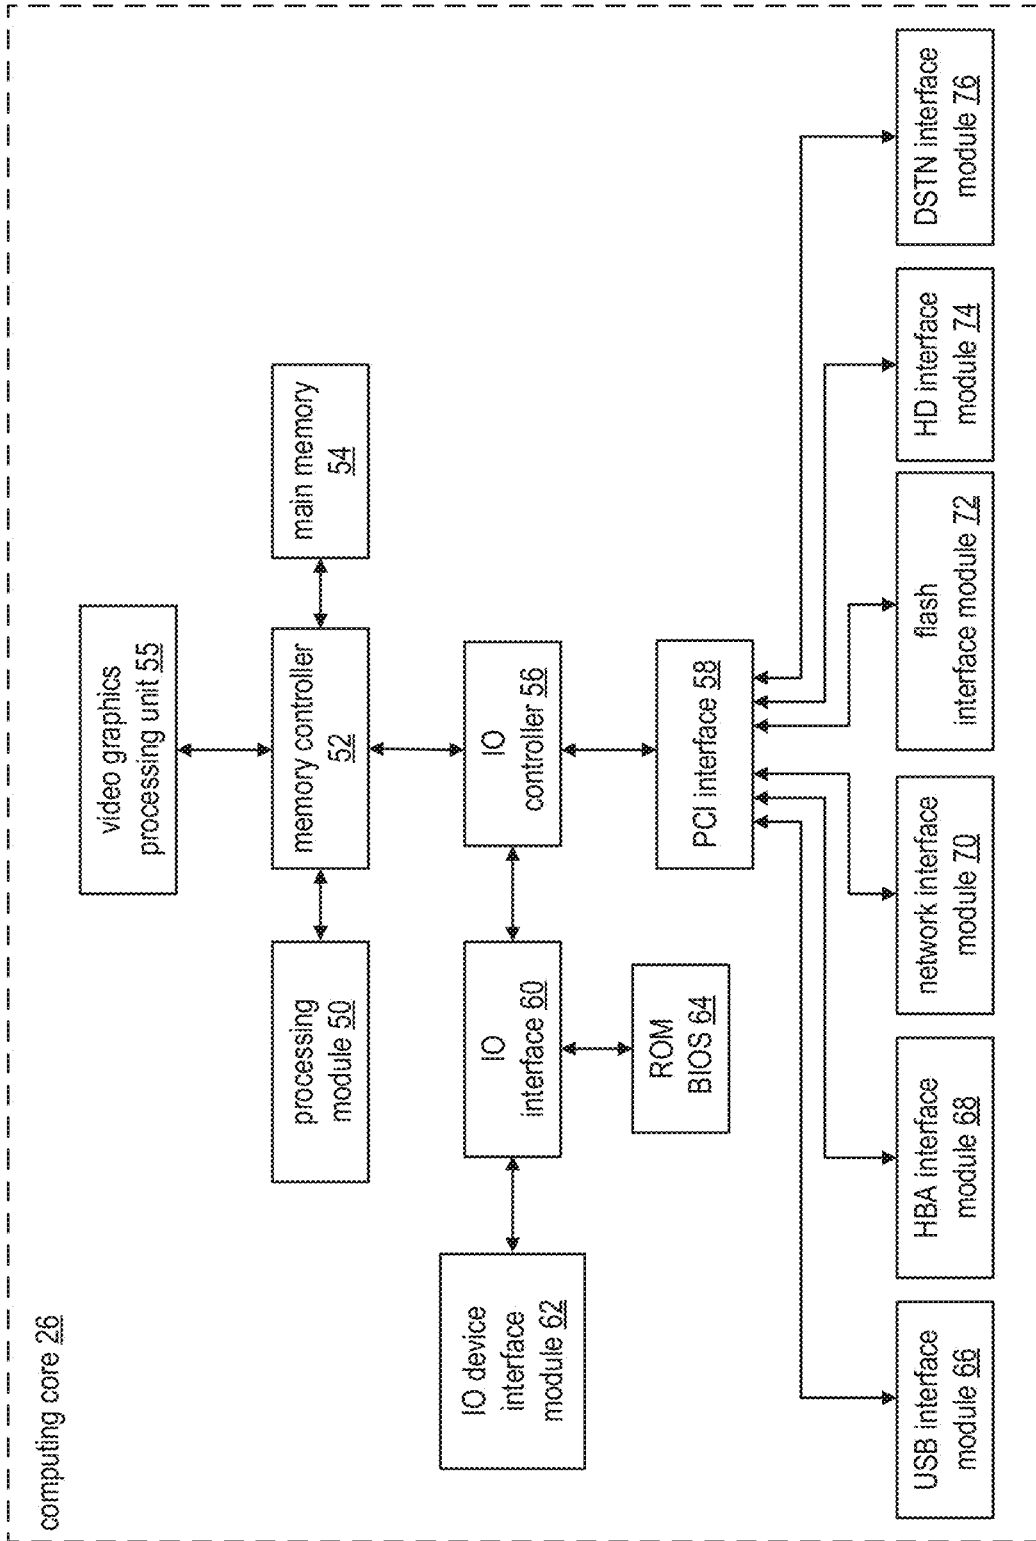 computing core 26
video graphics
processing unit 55
processing
module 50
memory controller
52
main memory
54
IO device
interface
module 62
IO
interface 60
IO
controller 56
ROM
BIOS 64
PCI interface 58
USB interface
module 66
HBA interface
module 68
network interface
module 70
flash
interface module 72
HD interface
module 74
DSTN interface
module 76